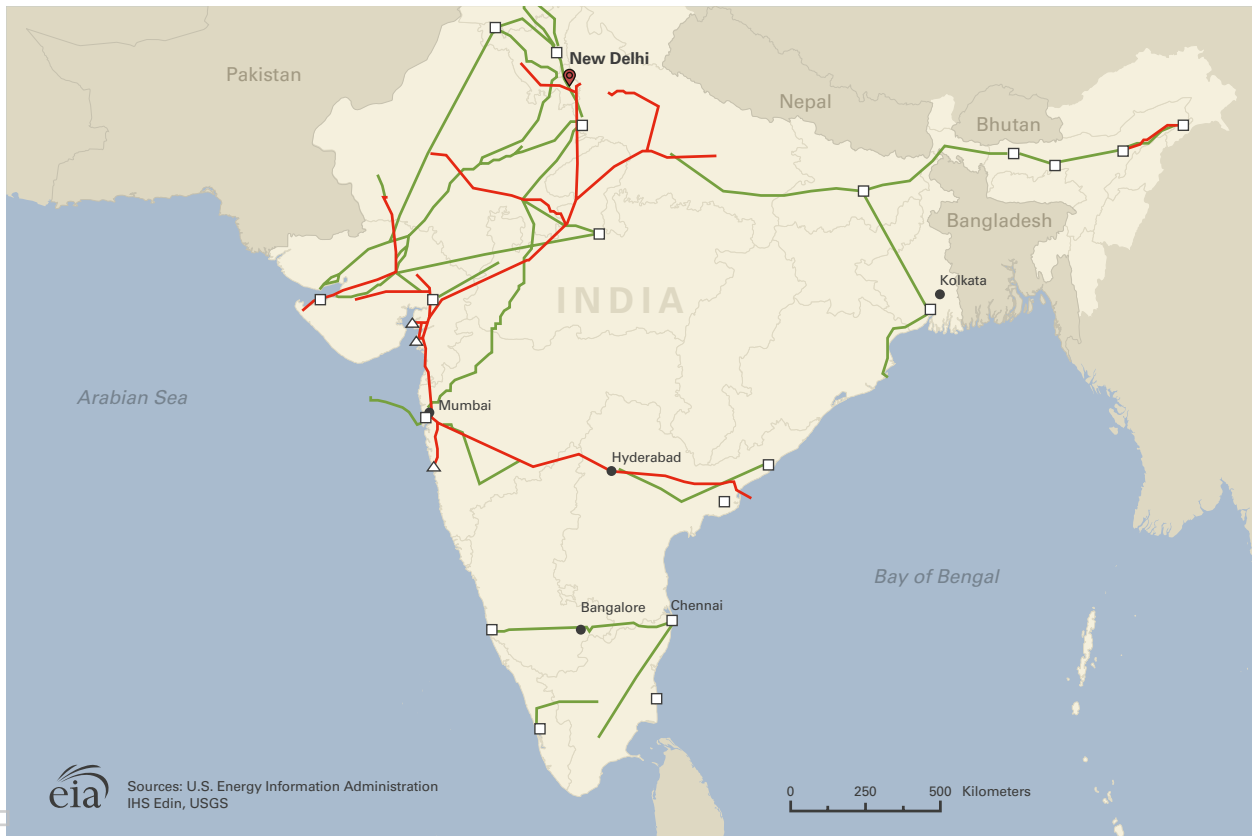 New Delhi
Pakistan
Nepal
Bhutan
Bangladesh
Kolkata
INDIA
Arabian Sea
Mumbai
Hyderabad
Bay of Bengal
Bangalore
Chennai
eia
Sources: U.S. Energy Information Administration
IHS Edin, USGS
0 250 500 Kilometers